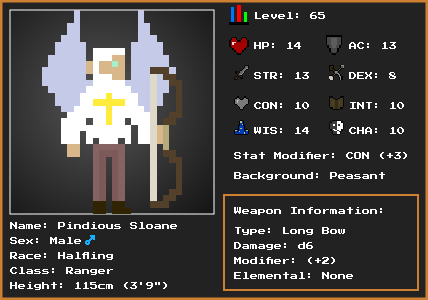 Level: 65
HP: 14
AC: 13
STR: 13
DEX: 8
CON: 10
INT: 10
WIS: 14
CHA: 10
Stat Modifier: CON (+3)
Background: Peasant
Name: Pindious Sloane
Sex: Male ♂
Race: Halfling
Class: Ranger
Height: 115cm (3'9")
Weapon Information:
Type: Long Bow
Damage: d6
Modifier: (+2)
Elemental: None